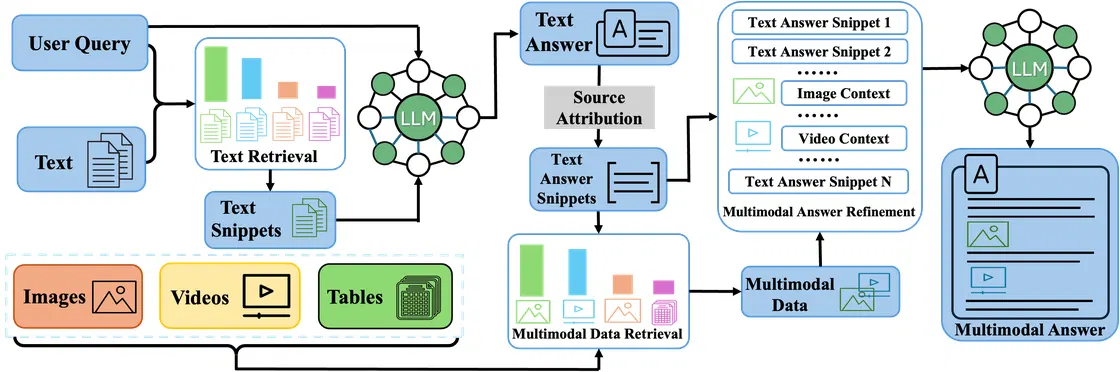 User Query
Text
Text Retrieval
Text
Snippets
LLM
Images
Videos
Tables
Text
Answer
A
Source
Attribution
Text
Answer
Snippets
Multimodal Data Retrieval
Multimodal
Data
Text Answer Snippet 1
Text Answer Snippet 2
......
Image Context
Video Context
......
Text Answer Snippet N
Multimodal Answer Refinement
LLM
A
Multimodal Answer